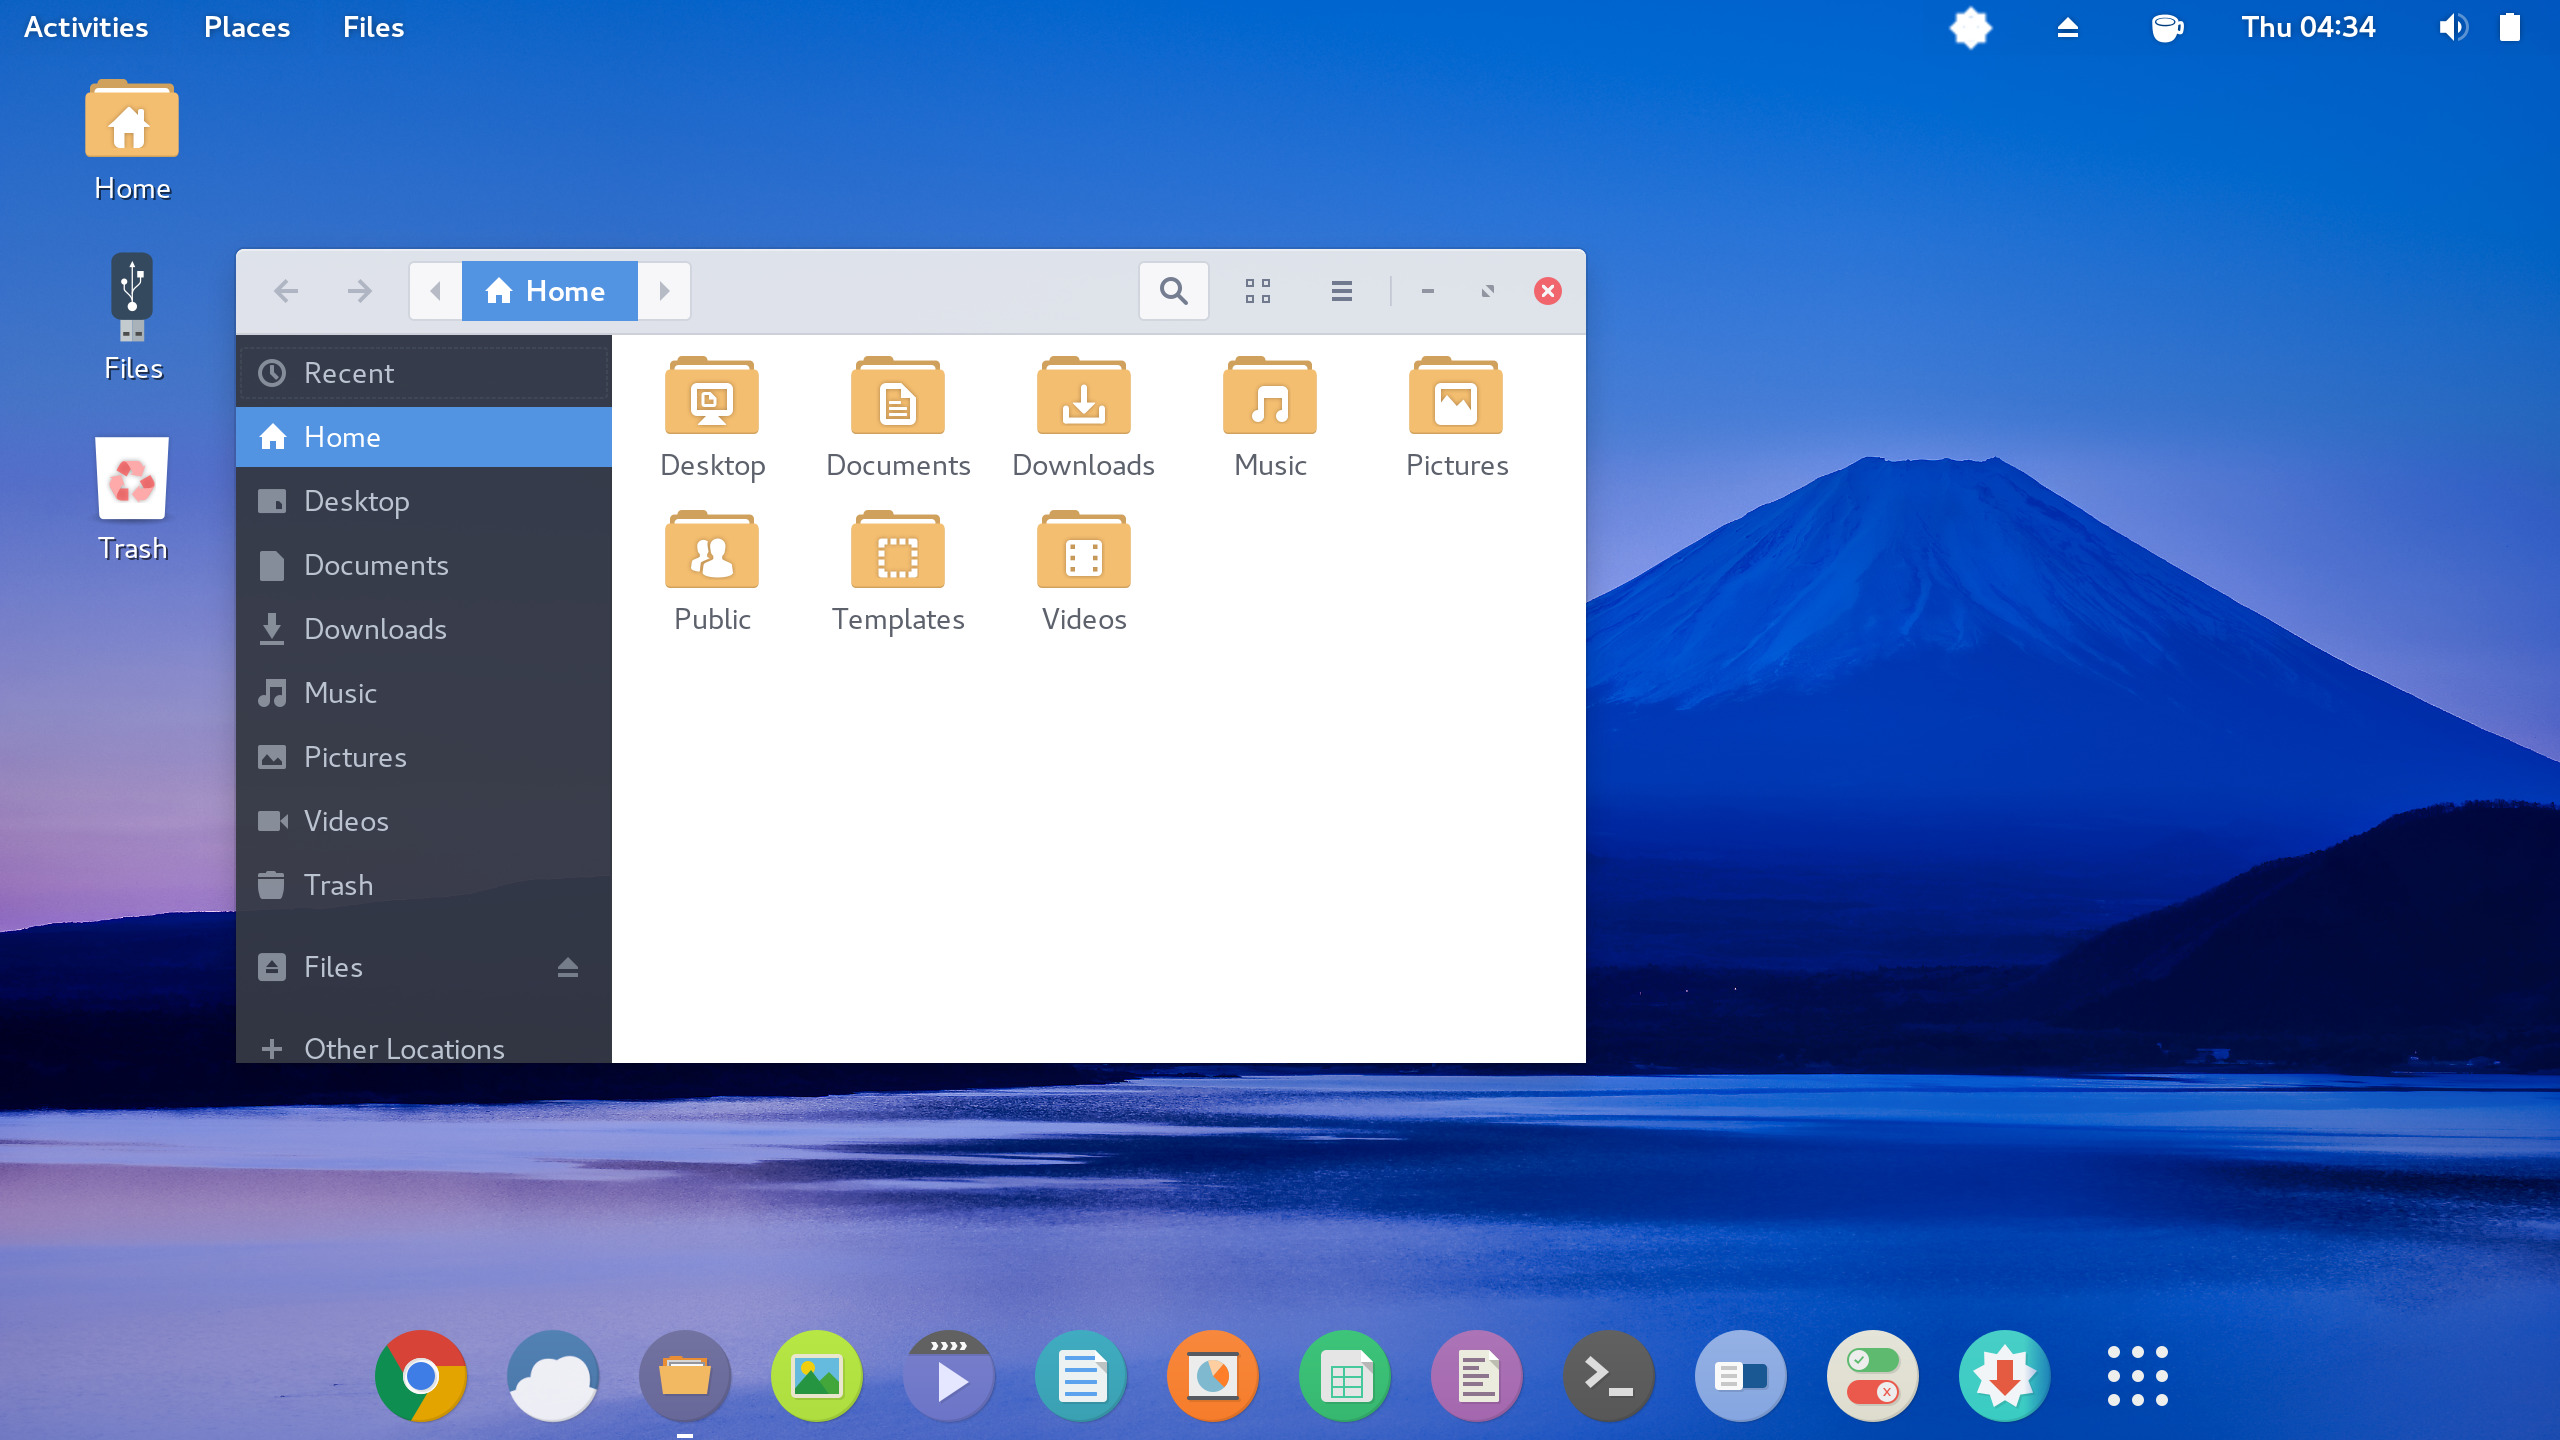 Activities Places Files Thu 04:34
Home
Files
Trash
Home
Recent
Home
Desktop
Documents
Downloads
Music
Pictures
Videos
Trash
Files
Other Locations
Desktop Documents Downloads Music Pictures
Public Templates Videos